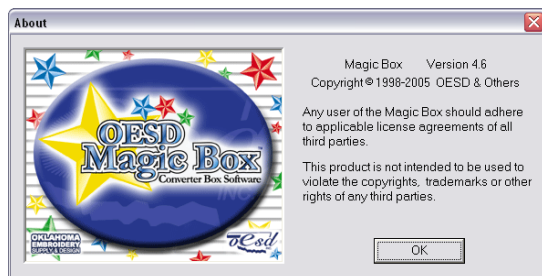 About
OESD
Magic Box
Converter Box Software
OKLAHOMA
EMBROIDERY
SUPPLY & DESIGN
oesd
Magic Box Version 4.6
Copyright © 1998-2005 OESD & Others
Any user of the Magic Box should adhere
to applicable license agreements of all
third parties.
This product is not intended to be used to
violate the copyrights, trademarks or other
rights of any third parties.
OK